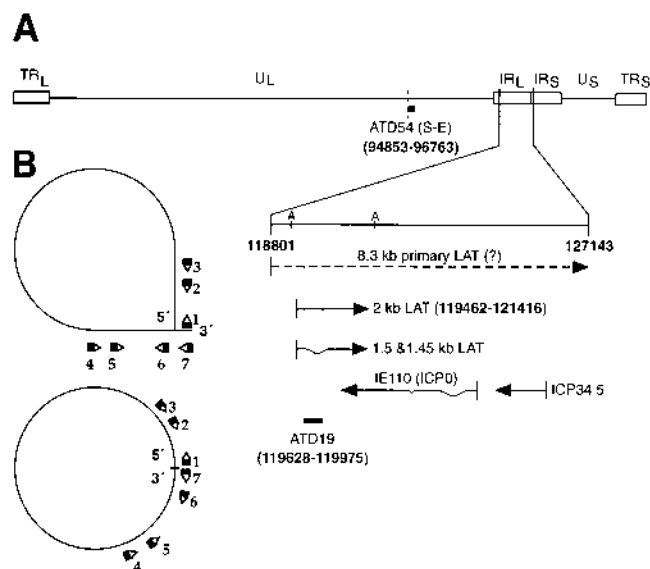 A
TRL UL IRL IRS US TRS
ATD54 (S-E)
(94853-96763)
B
A A
118801 127143
8.3 kb primary LAT (?)
2 kb LAT (119462-121416)
1.5 &1.45 kb LAT
IE110 (ICP0)
ICP34 5
ATD19
(119628-119975)
3
2
5´ 1
3´
4 5 6 7
3
2
5´ 1
3´ 7
6
5
4